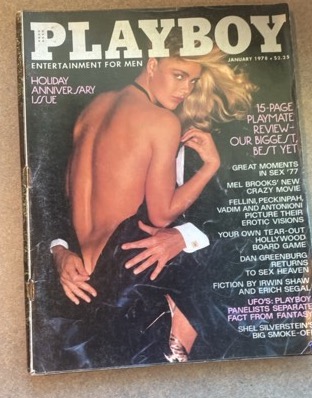 PLAYBOY
ENTERTAINMENT FOR MEN
JANUARY 1978 • $2.25
HOLIDAY
ANNIVERSARY
ISSUE
15-PAGE
PLAYMATE
REVIEW—
OUR BIGGEST,
BEST YET
GREAT MOMENTS
IN SEX '77
MEL BROOKS' NEW
CRAZY MOVIE
FELLINI, PECKINPAH,
VADIM AND ANTONIONI
PICTURE THEIR
EROTIC VISIONS
YOUR OWN TEAR-OUT
HOLLYWOOD
BOARD GAME
DAN GREENBURG
RETURNS
TO SEX HEAVEN
FICTION BY IRWIN SHAW
AND ERICH SEGAL
UFO'S: PLAYBOY
PANELISTS SEPARATE
FACT FROM FANTASY
SHEL SILVERSTEIN'S
BIG SMOKE-OFF